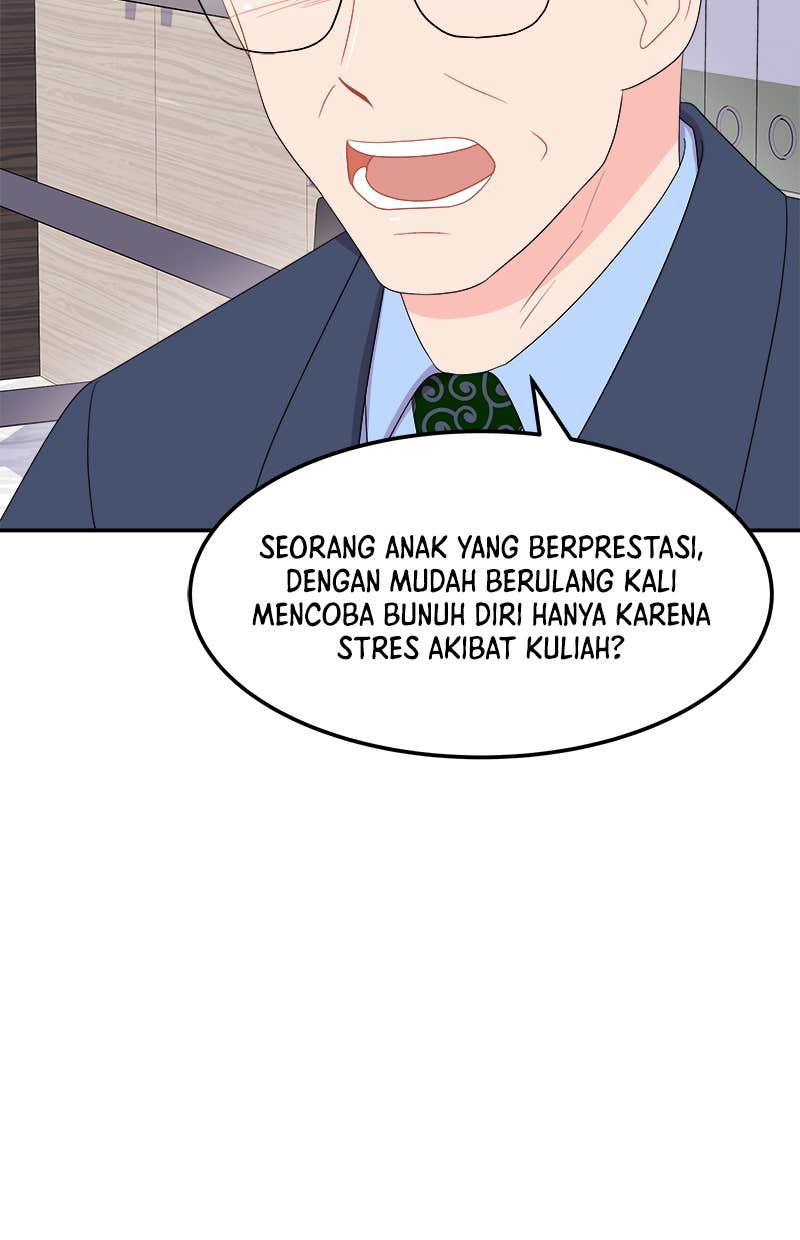 SEORANG ANAK YANG BERPRESTASI,
DENGAN MUDAH BERULANG KALI
MENCOBA BUNUH DIRI HANYA KARENA
STRES AKIBAT KULIAH?